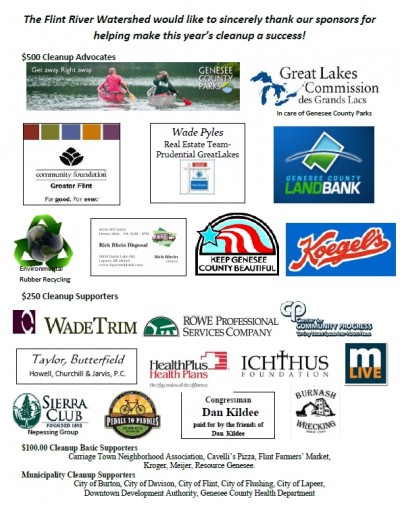 The Flint River Watershed would like to sincerely thank our sponsors for
helping make this year's cleanup a success!
$500 Cleanup Advocates
Get away. Right away
GENESEE
COUNTY
PARKS
Great Lakes
Commission
des Grands Lacs
In care of Genesee County Parks
community foundation
Greater Flint
For good. For ever.
Wade Pyles
Real Estate Team-
Prudential GreatLakes
GENESEE COUNTY
LANDBANK
Environmental
Rubber Recycling
Rick Rhein Disposal
Rick Rhein
KEEP GENESEE
COUNTY BEAUTIFUL
Koegel's
$250 Cleanup Supporters
WADETRIM
ROWE PROFESSIONAL
SERVICES COMPANY
Center for
COMMUNITY PROGRESS
Taylor, Butterfield
Howell, Churchill & Jarvis, P.C.
HealthPlus
Health Plans
ICHTHUS
FOUNDATION
m
LIVE
SIERRA
CLUB
FOUNDED 1892
Nepessing Group
PEDALS TO PADDLES
Congressman
Dan Kildee
paid for by the friends of
Dan Kildee
BURNASH
WRECKING
$100.00 Cleanup Basic Supporters
Carriage Town Neighborhood Association, Cavelli's Pizza, Flint Farmers' Market,
Kroger, Meijer, Resource Genesee.
Municipality Cleanup Supporters
City of Burton, City of Davison, City of Flint, City of Flushing, City of Lapeer,
Downtown Development Authority, Genesee County Health Department